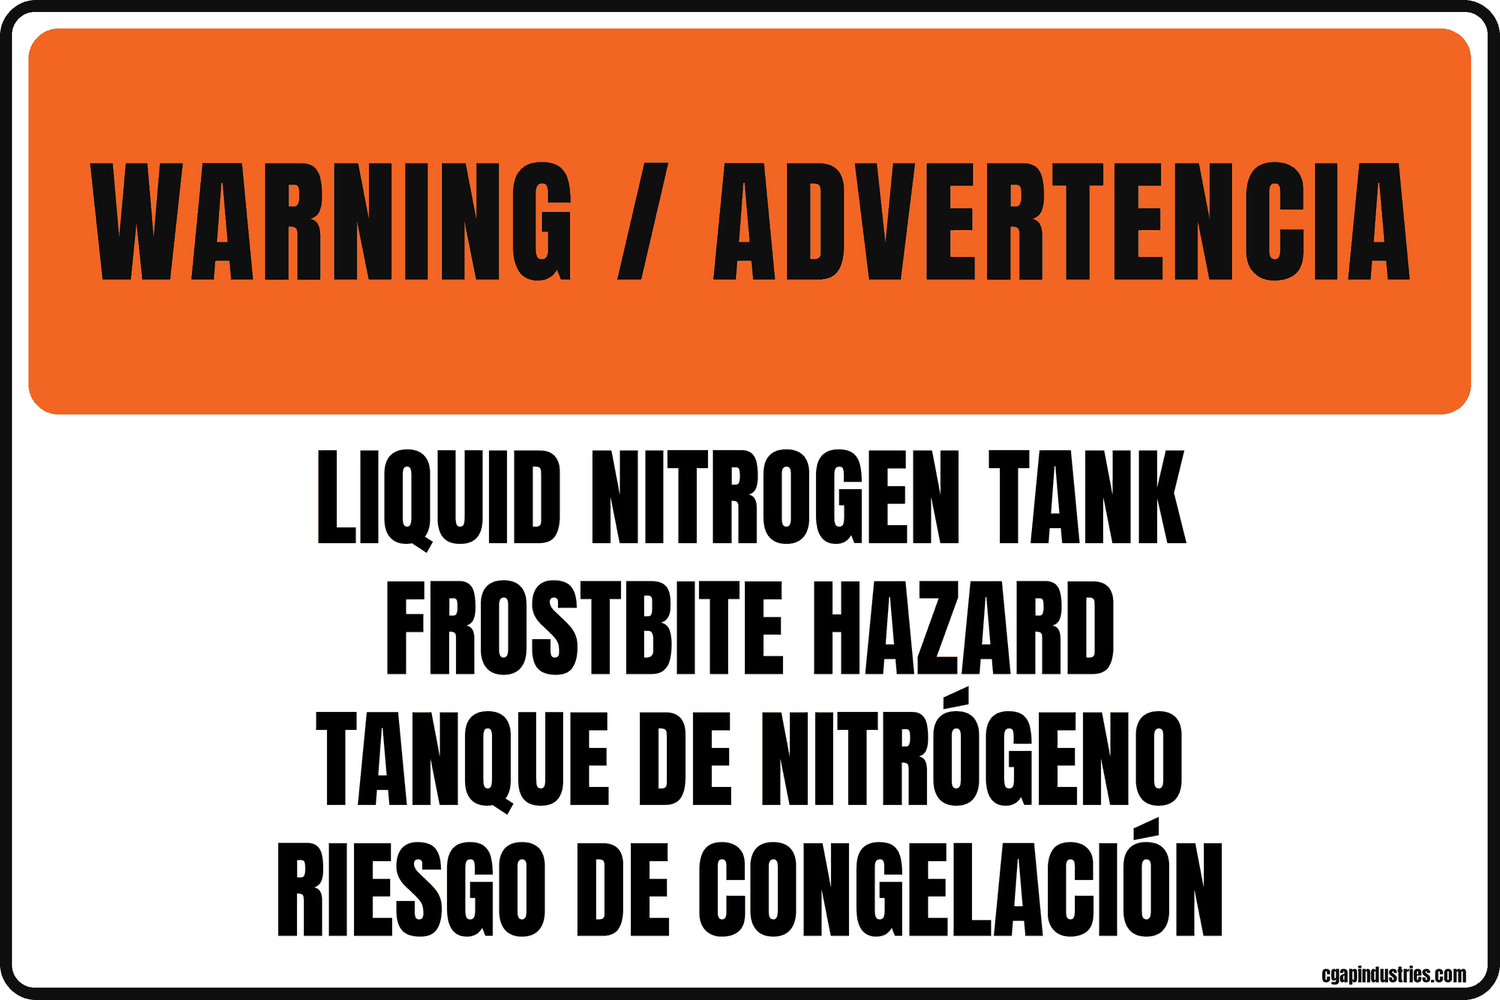 WARNING / ADVERTENCIA
LIQUID NITROGEN TANK
FROSTBITE HAZARD
TANQUE DE NITRÓGENO
RIESGO DE CONGELACIÓN
cgapindustries.com